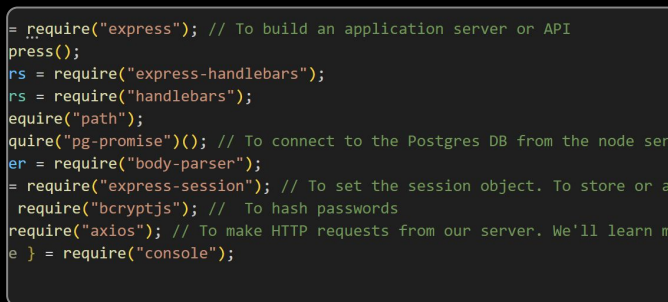 = require("express"); // To build an application server or API
press();
rs = require("express-handlebars");
rs = require("handlebars");
equire("path");
quire("pg-promise")(); // To connect to the Postgres DB from the node ser
er = require("body-parser");
= require("express-session"); // To set the session object. To store or a
require("bcryptjs"); //  To hash passwords
require("axios"); // To make HTTP requests from our server. We'll learn m
e } = require("console");